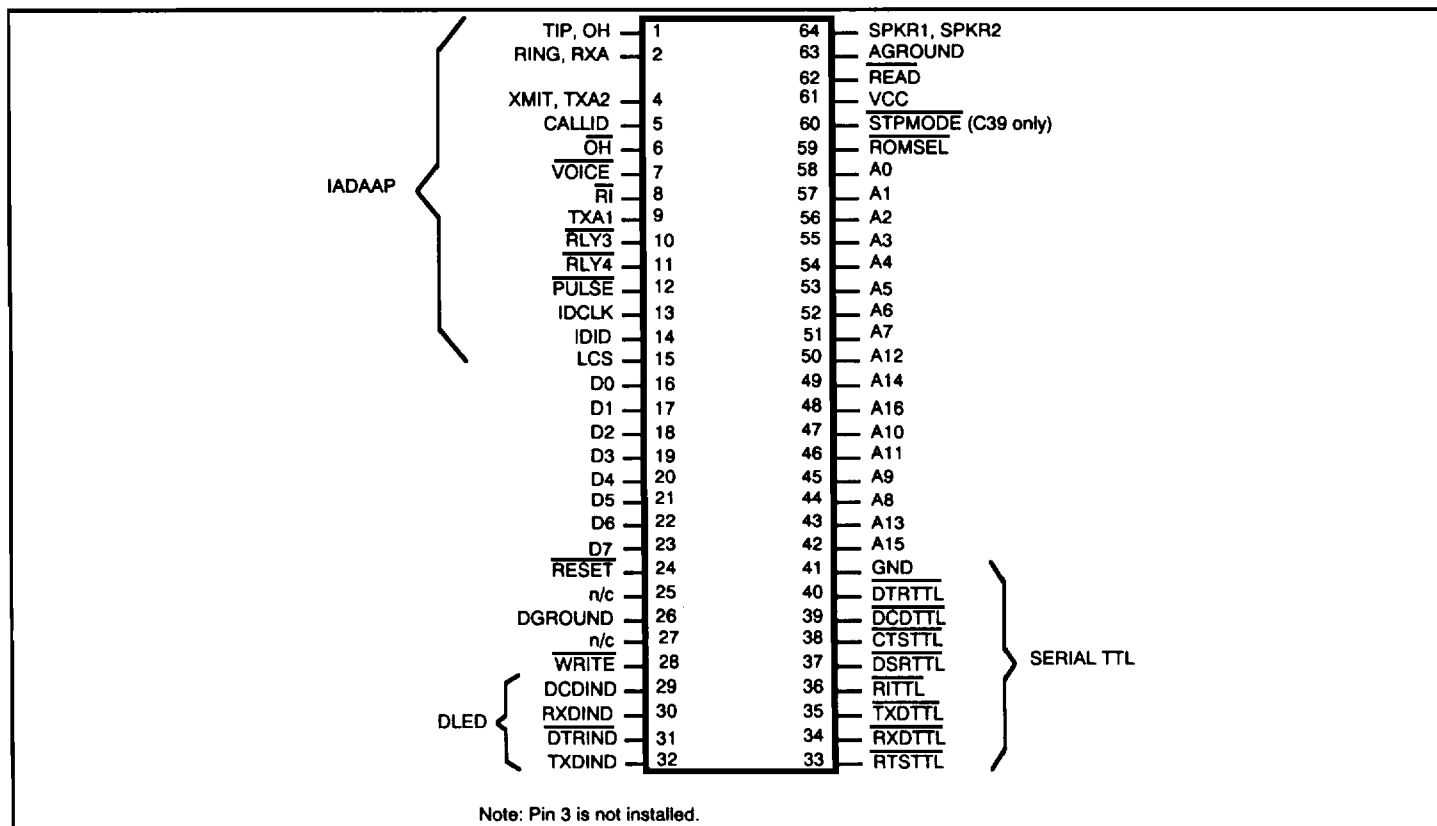 TIP, OH 1 64 SPKR1, SPKR2
RING, RXA 2 63 AGROUND
62 READ
XMIT, TXA2 4 61 VCC
CALLID 5 60 STPMODE (C39 only)
OH 6 59 ROMSEL
VOICE 7 58 A0
IADAAP
RI 8 57 A1
TXA1 9 56 A2
RLY3 10 55 A3
RLY4 11 54 A4
PULSE 12 53 A5
IDCLK 13 52 A6
IDID 14 51 A7
LCS 15 50 A12
D0 16 49 A14
D1 17 48 A16
D2 18 47 A10
D3 19 46 A11
D4 20 45 A9
D5 21 44 A8
D6 22 43 A13
D7 23 42 A15
RESET 24 41 GND
n/c 25 40 DTRTTL
DGROUND 26 39 DCDTTL
n/c 27 38 CTSTTL
WRITE 28 37 DSRTTL
SERIAL TTL
DCDIND 29 36 RITTL
RXDIND 30 35 TXDTTL
DLED
DTRIND 31 34 RXDTTL
TXDIND 32 33 RTSTTL
Note: Pin 3 is not installed.